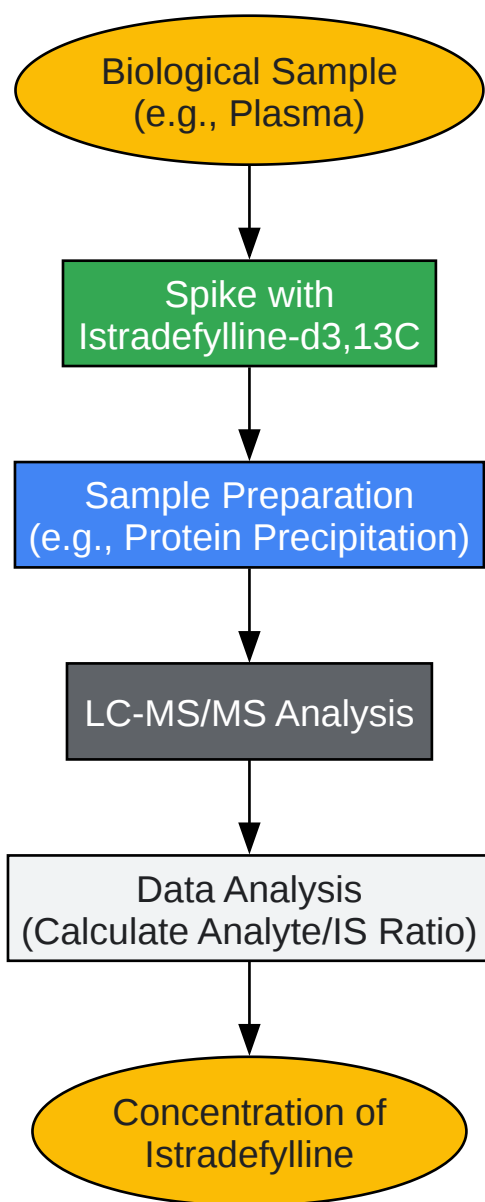 Biological Sample
(e.g., Plasma)
Spike with
Istradefylline-d3,13C
Sample Preparation
(e.g., Protein Precipitation)
LC-MS/MS Analysis
Data Analysis
(Calculate Analyte/IS Ratio)
Concentration of
Istradefylline